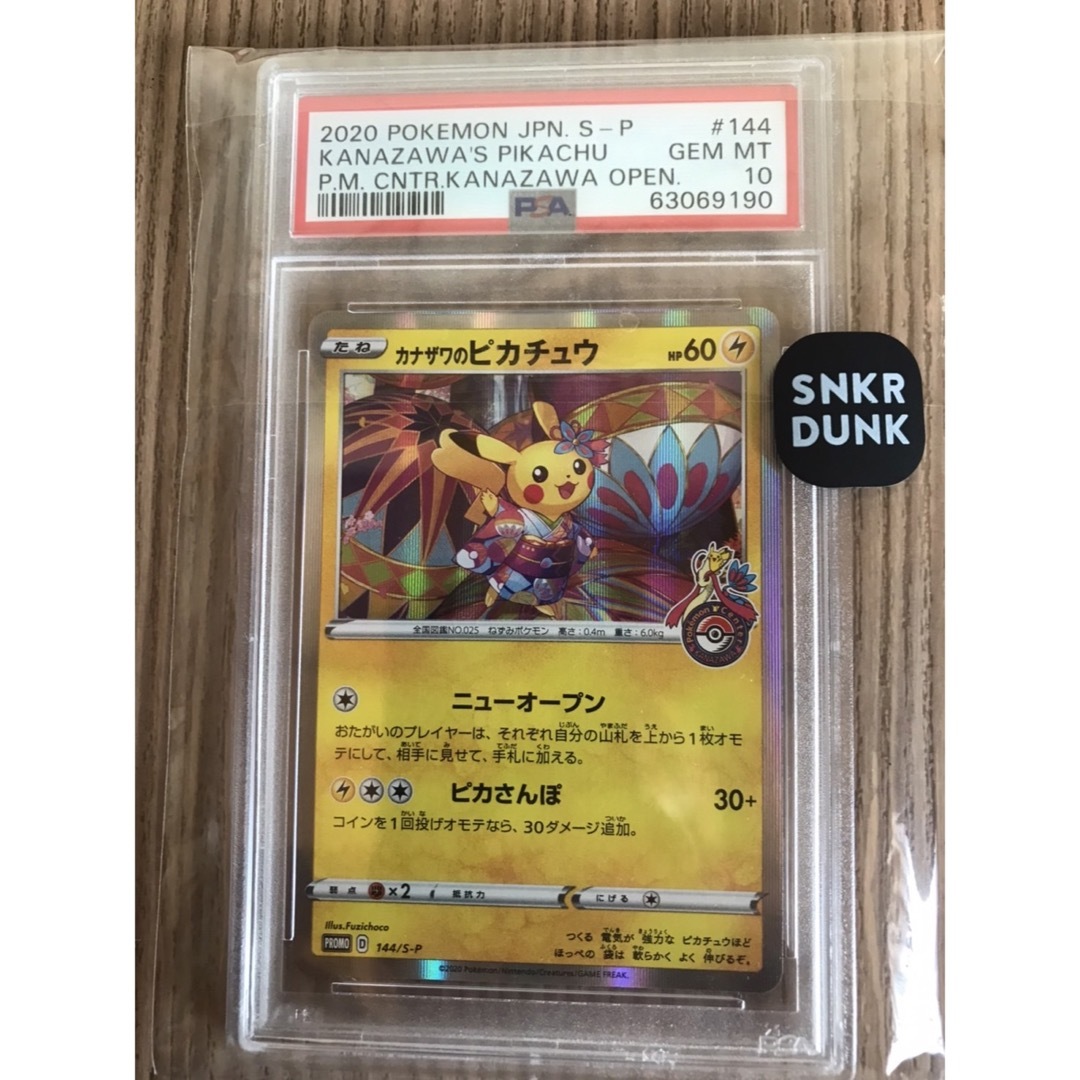 2020 POKEMON JPN. S-P #144
KANAZAWA'S PIKACHU GEM MT
P.M. CNTR.KANAZAWA OPEN. 10
PSA 63069190
たね カナザワのピカチュウ HP60
SNKR
DUNK
Pokémon Center
KANAZAWA
全国図鑑NO.025 ねずみポケモン 高さ:0.4m 重さ:6.0kg
ニューオープン
おたがいのプレイヤーは、それぞれ自分の山札を上から1枚オモ
テにして、相手に見せて、手札に加える。
ピカさんぽ 30+
コインを1回投げオモテなら、30ダメージ追加。
弱点 ×2 抵抗力 にげる
Illus.Fuzichoco
PROMO D 144/S-P
つくる 電気が 強力な ピカチュウほど
ほっぺの 袋は 軟らかく よく 伸びるぞ。
©2020 Pokémon/Nintendo/Creatures/GAME FREAK.